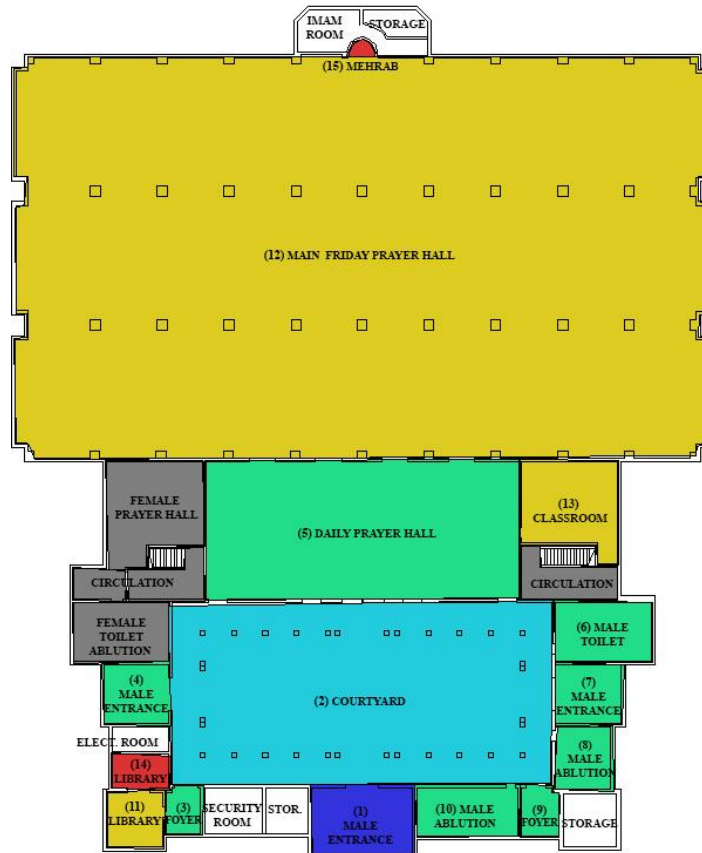 IMAM
ROOM
STORAGE
(15) MEHRAB
(12) MAIN FRIDAY PRAYER HALL
FEMALE
PRAYER HALL
(5) DAILY PRAYER HALL
(13)
CLASSROOM
CIRCULATION
CIRCULATION
FEMALE
TOILET
ABLUTION
(6) MALE
TOILET
(4)
MALE
ENTRANCE
(2) COURTYARD
(7)
MALE
ENTRANCE
ELECT. ROOM
(14)
LIBRARY
(8)
MALE
ABLUTION
(11)
LIBRARY
(3)
FOYER
SECURITY
ROOM
STOR.
(1)
MALE
ENTRANCE
(10) MALE
ABLUTION
(9)
FOYER
STORAGE